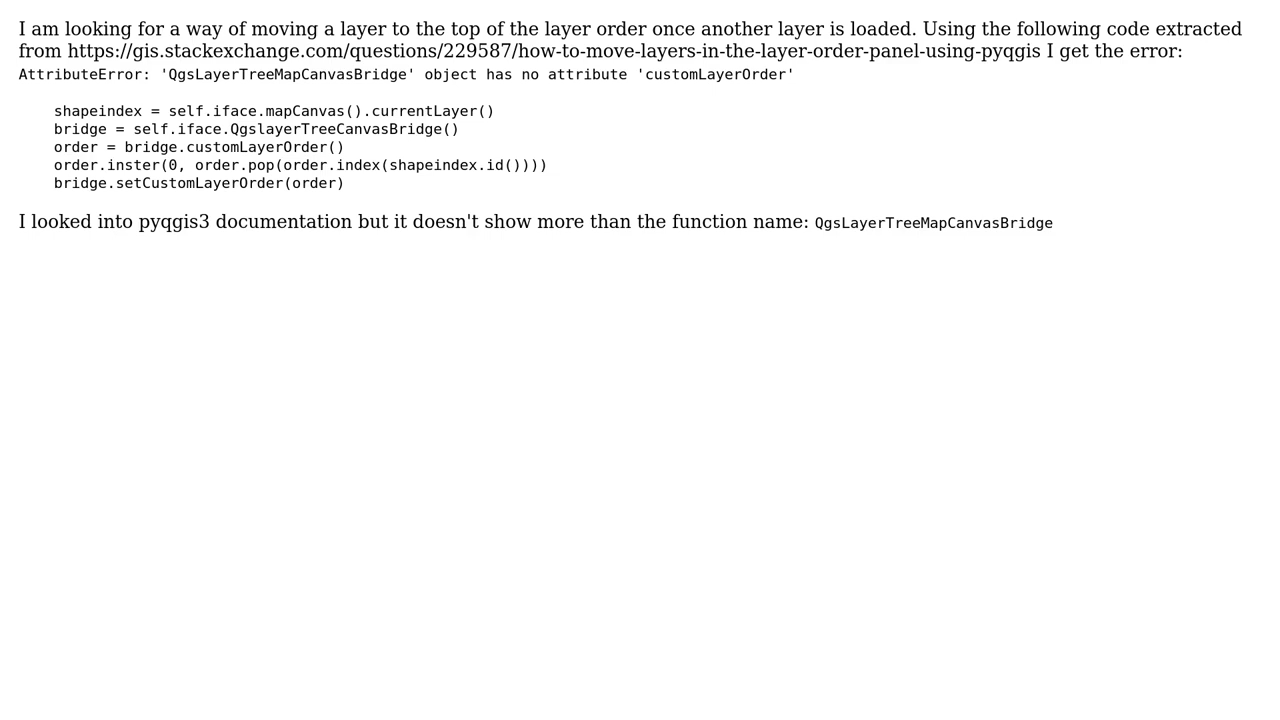 I am looking for a way of moving a layer to the top of the layer order once another layer is loaded. Using the following code extracted
from https://gis.stackexchange.com/questions/229587/how-to-move-layers-in-the-layer-order-panel-using-pyqgis I get the error:
AttributeError: 'QgsLayerTreeMapCanvasBridge' object has no attribute 'customLayerOrder'
shapeindex = self.iface.mapCanvas().currentLayer()
bridge = self.iface.QgslayerTreeCanvasBridge()
order = bridge.customLayerOrder()
order.inster(0, order.pop(order.index(shapeindex.id())))
bridge.setCustomLayerOrder(order)
I looked into pyqgis3 documentation but it doesn't show more than the function name: QgsLayerTreeMapCanvasBridge